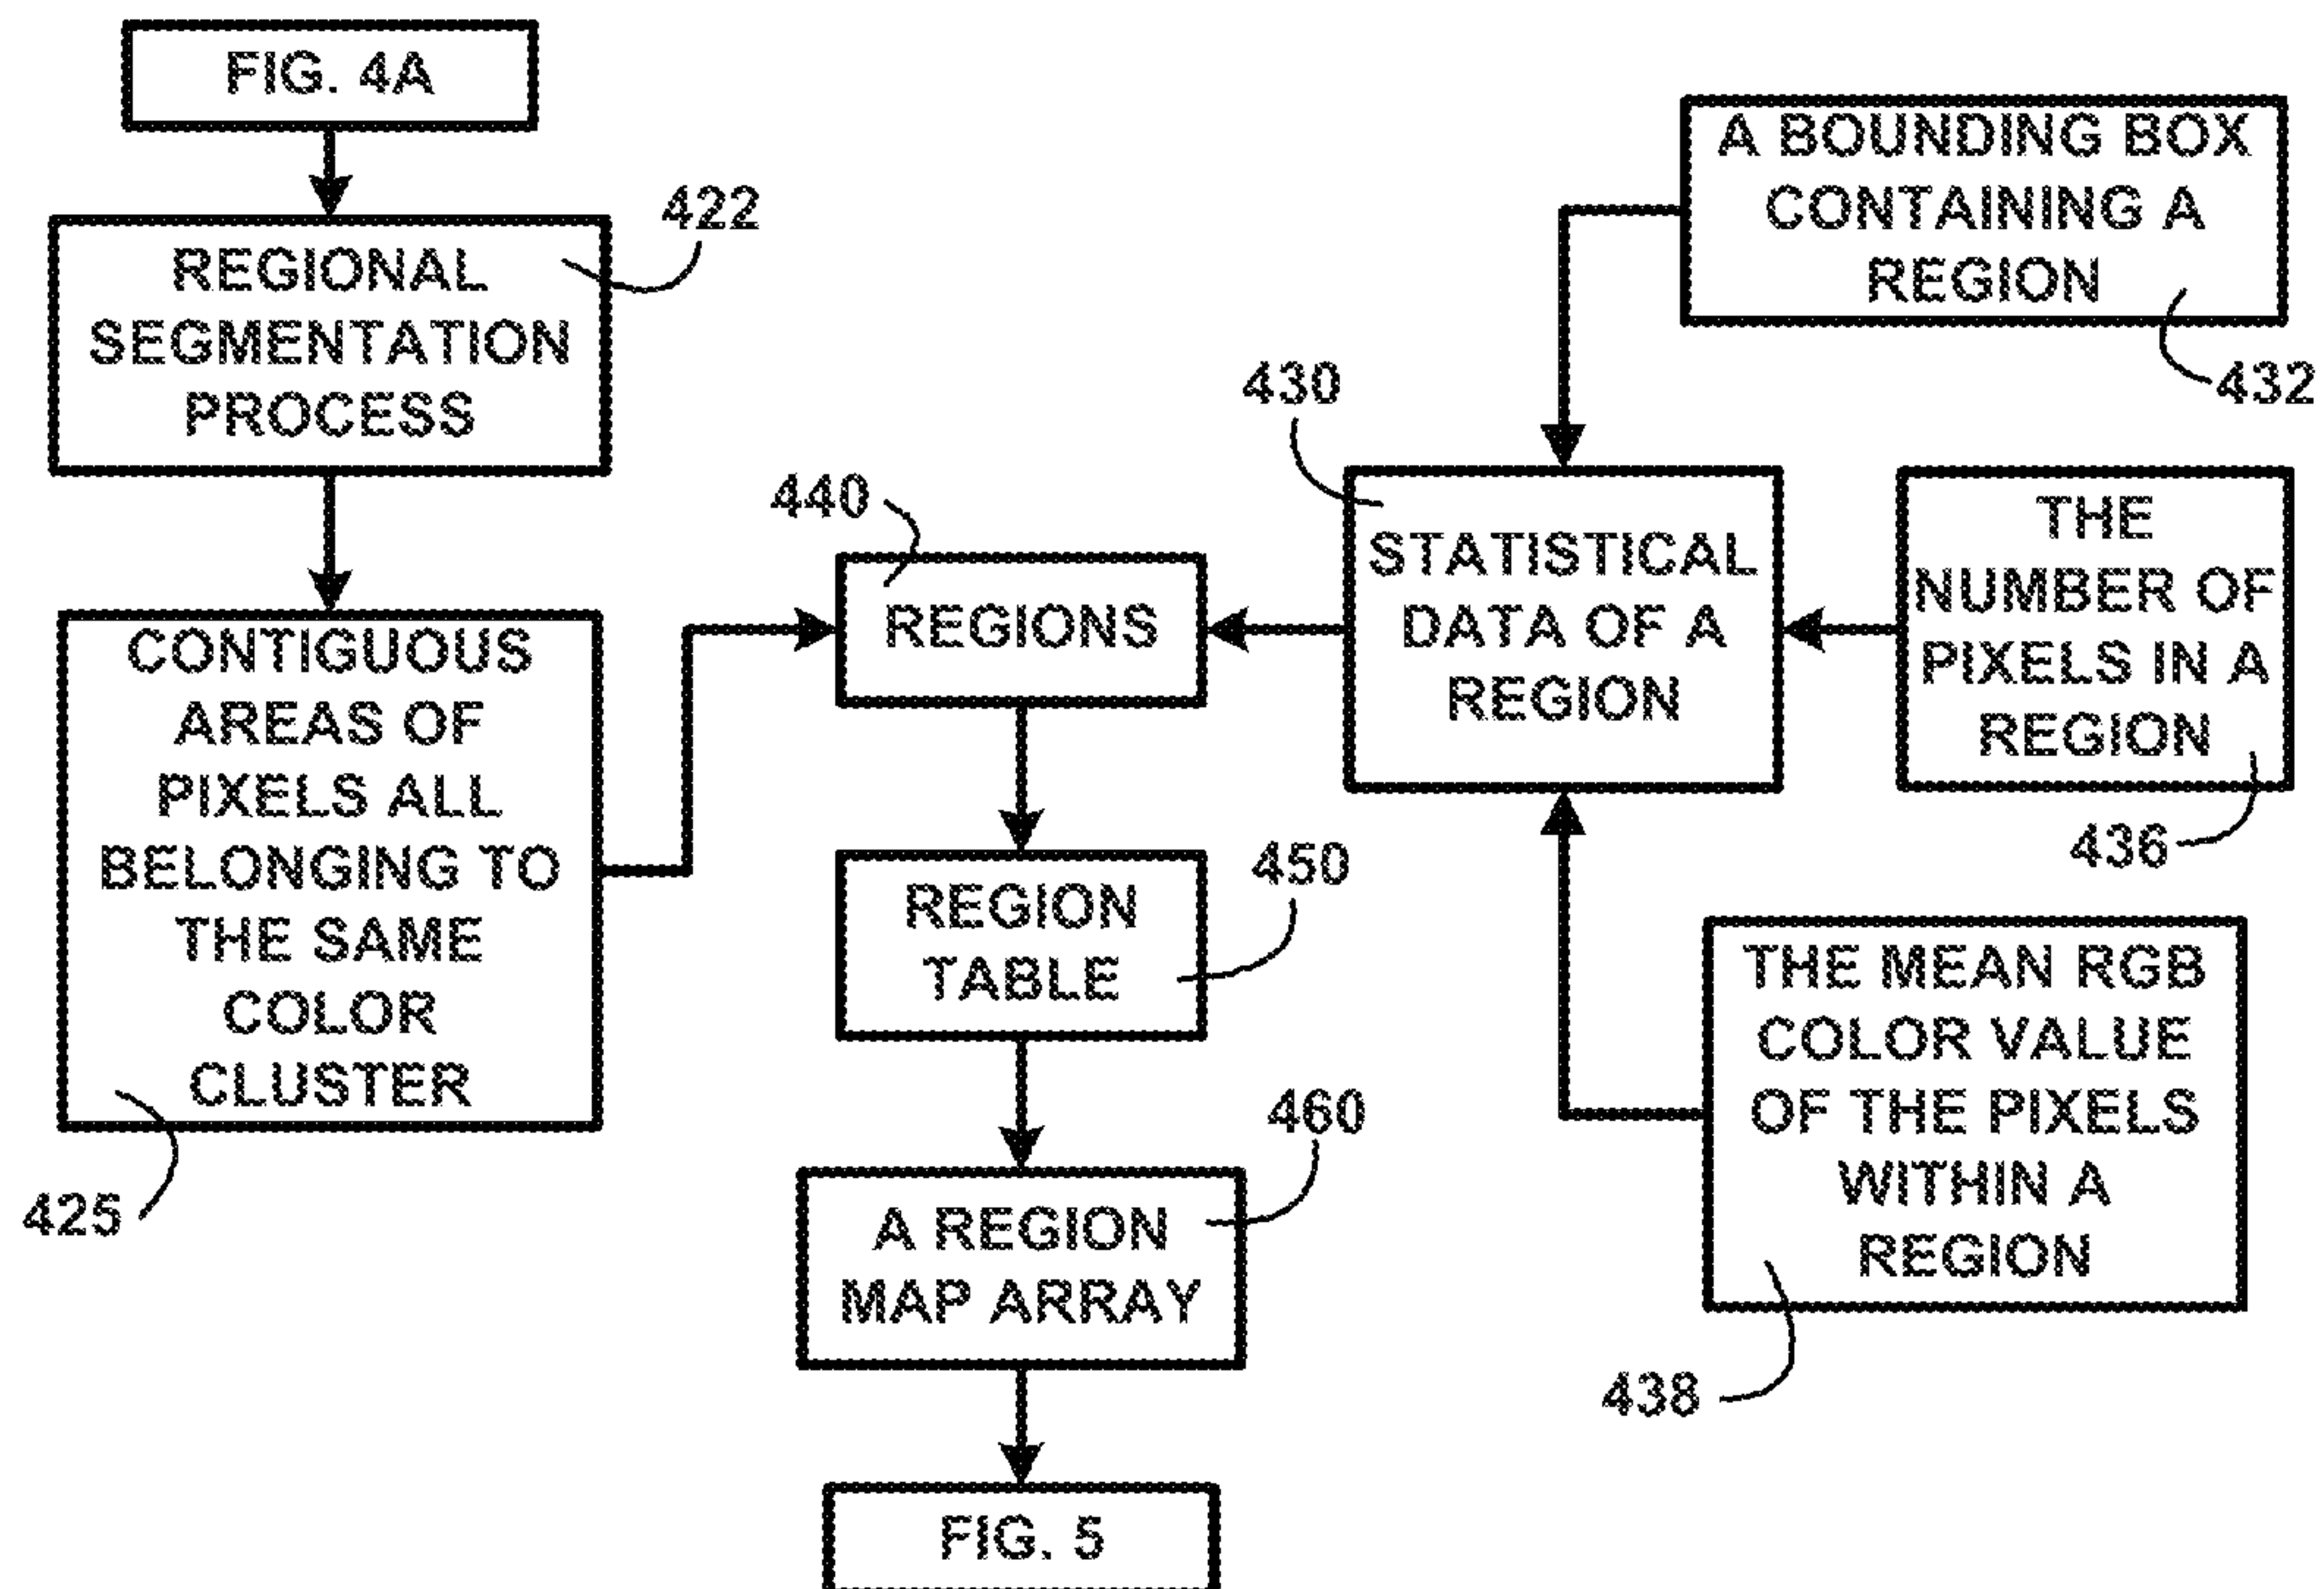 FIG. 4A
422
REGIONAL
SEGMENTATION
PROCESS
CONTIGUOUS
AREAS OF
PIXELS ALL
BELONGING TO
THE SAME
COLOR
CLUSTER
425
440
REGIONS
450
REGION
TABLE
460
A REGION
MAP ARRAY
FIG. 5
430
STATISTICAL
DATA OF A
REGION
A BOUNDING BOX
CONTAINING A
REGION
432
THE
NUMBER OF
PIXELS IN A
REGION
436
THE MEAN RGB
COLOR VALUE
OF THE PIXELS
WITHIN A
REGION
438